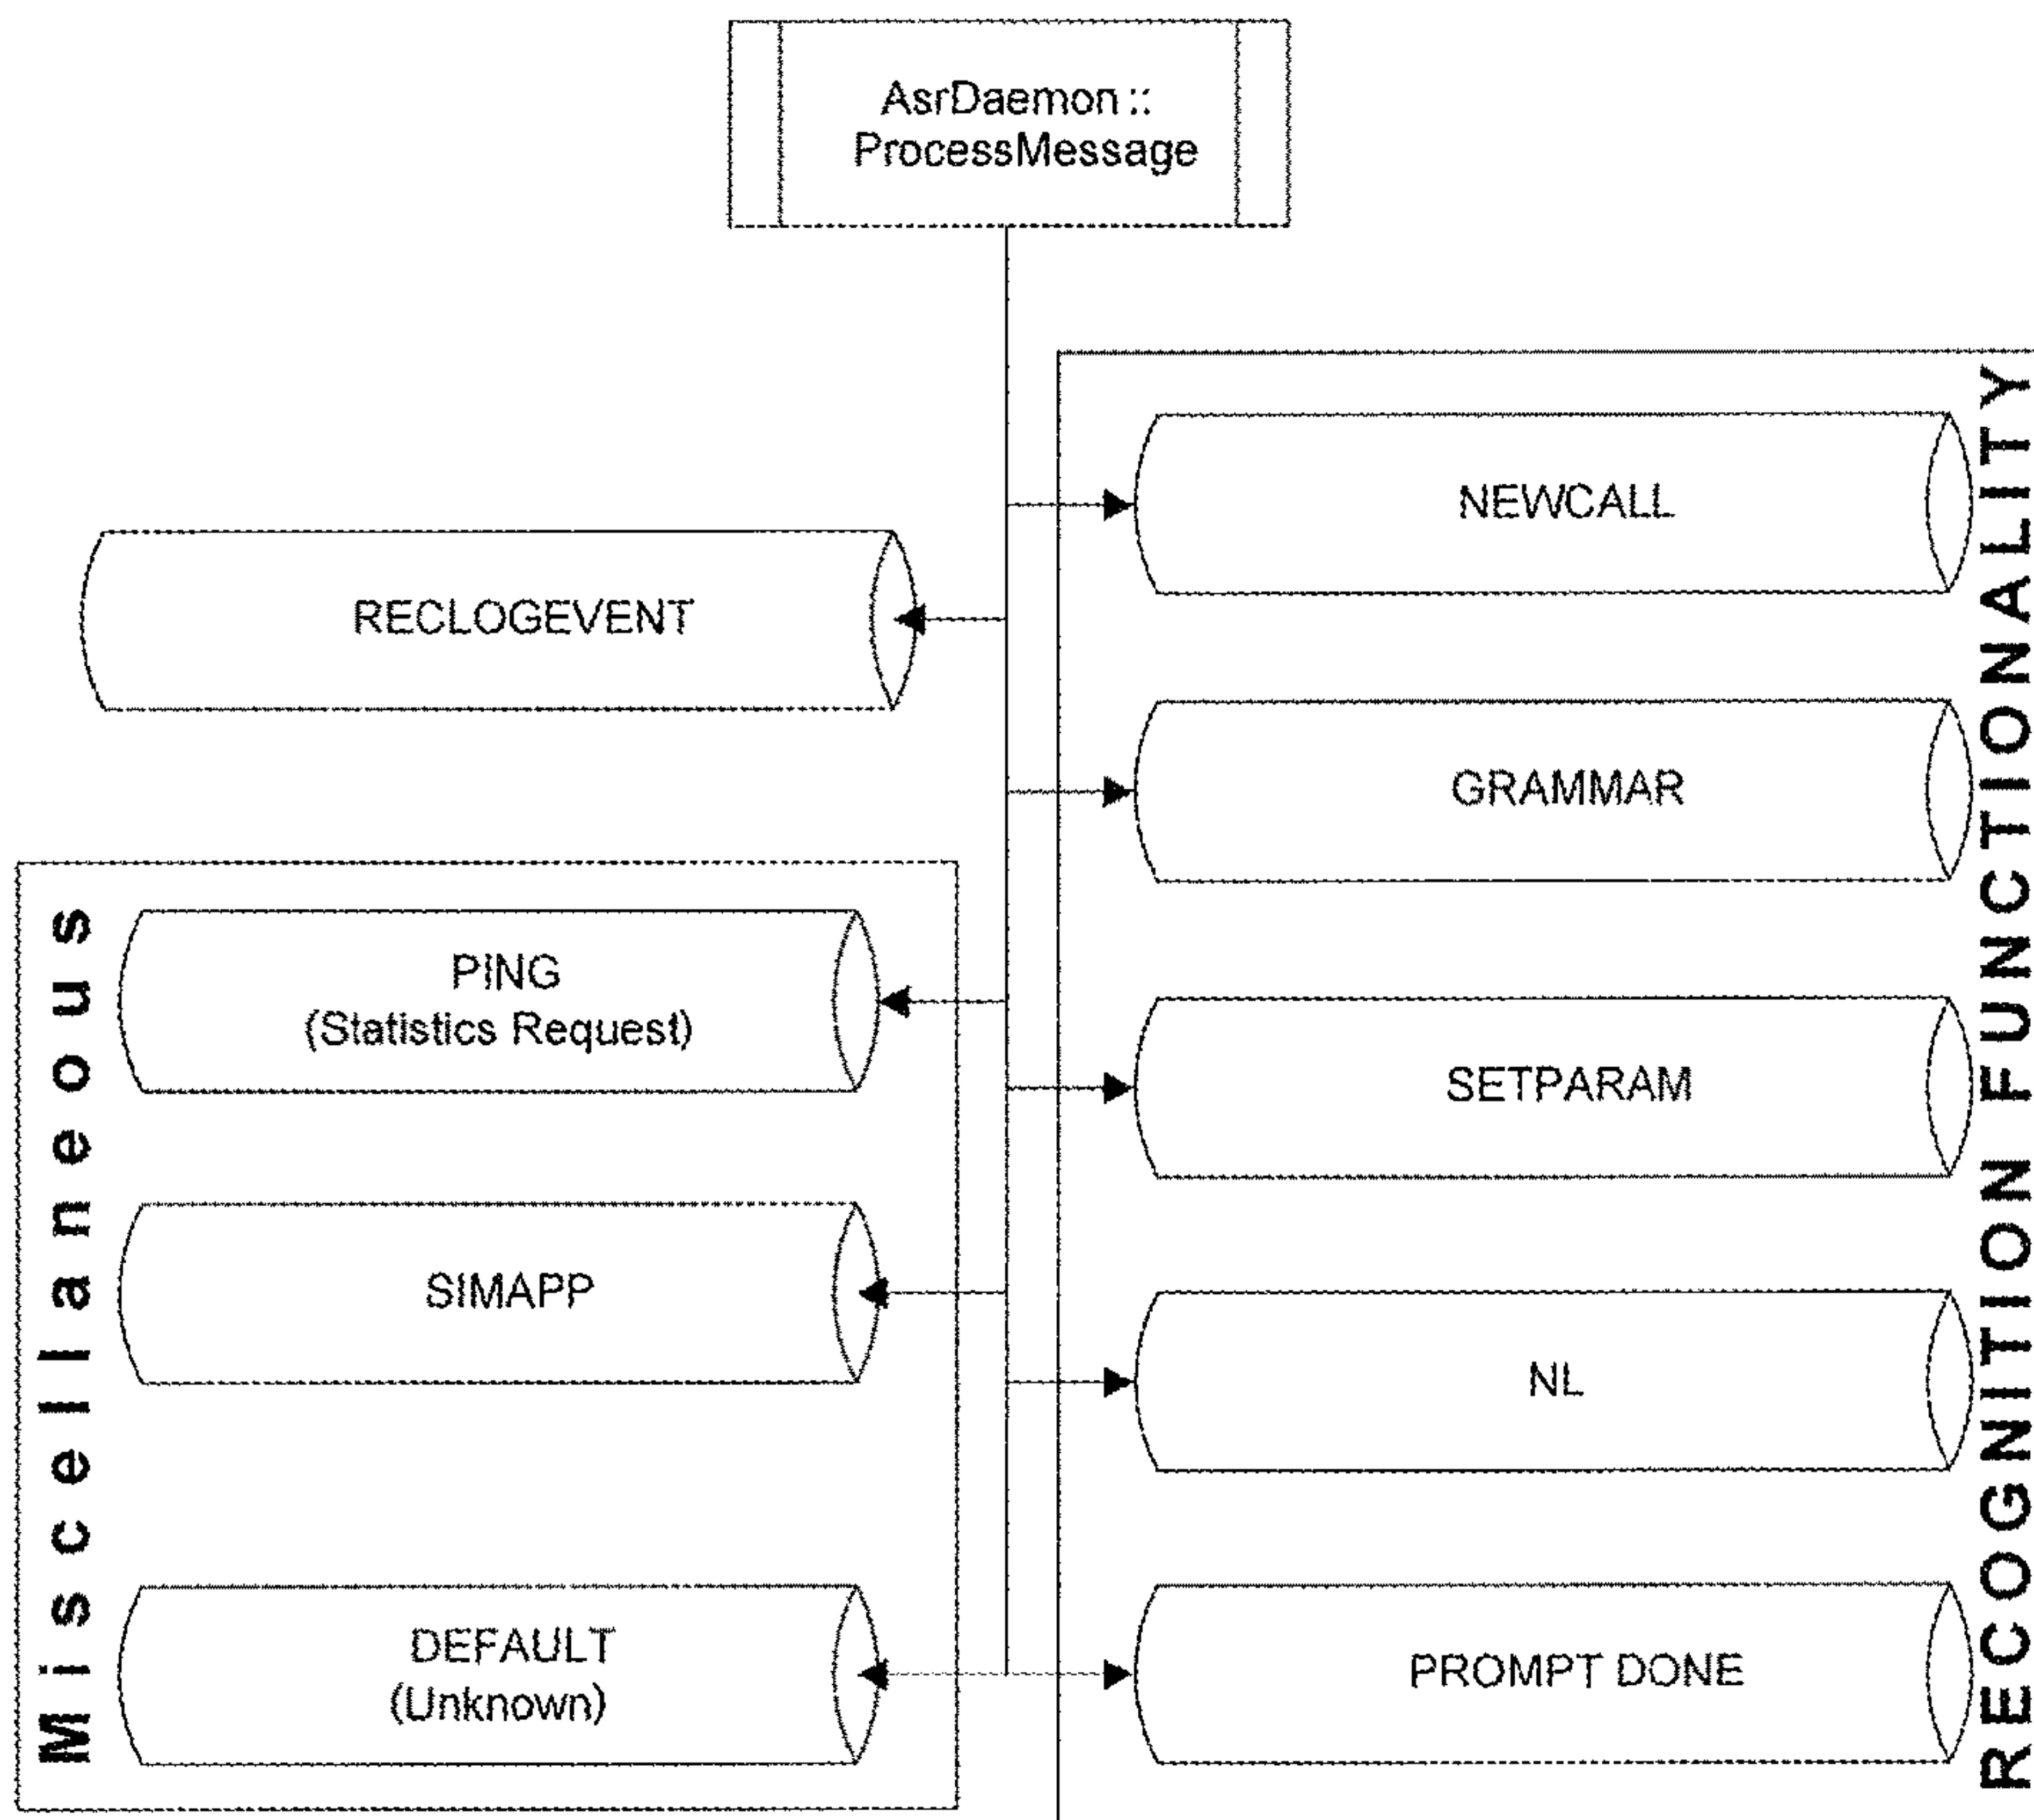 AsrDaemon ::
ProcessMessage
NEWCALL
RECLOGEVENT
GRAMMAR
PING
(Statistics Request)
SETPARAM
SIMAPP
NL
DEFAULT
(Unknown)
PROMPT DONE
Miscellaneous
RECOGNITION FUNCTIONALITY